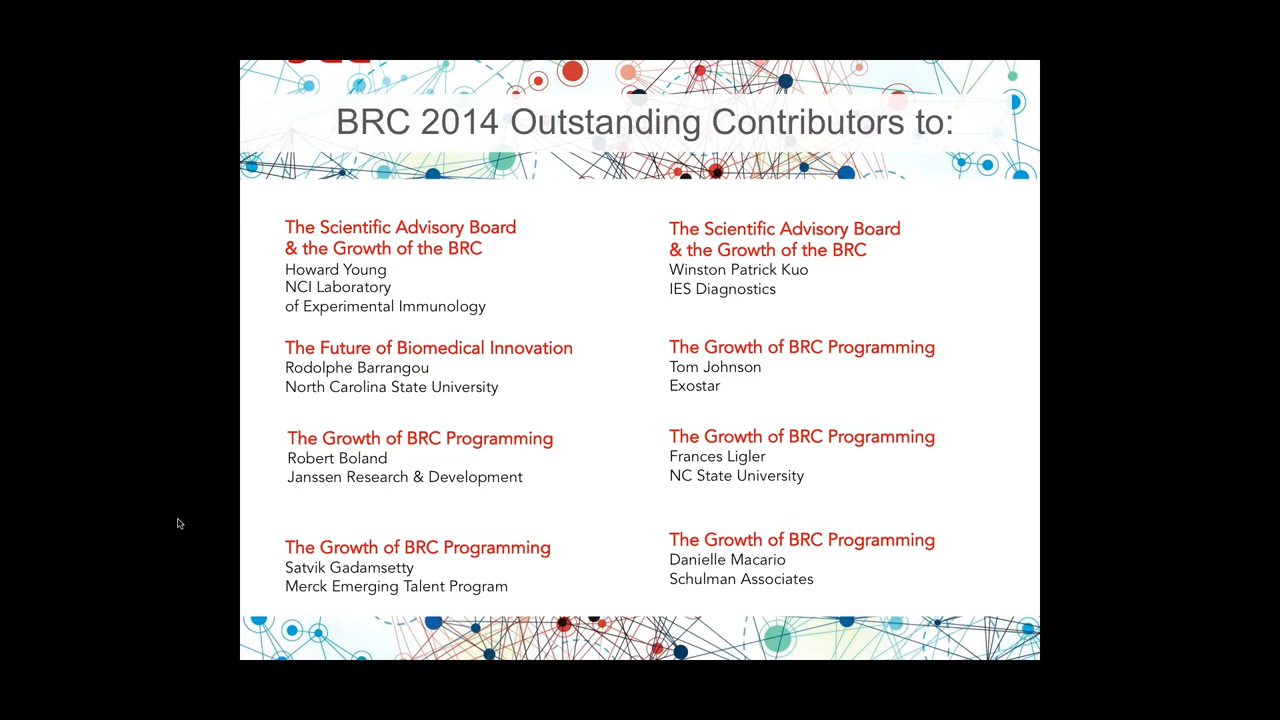 BRC 2014 Outstanding Contributors to:
The Scientific Advisory Board
& the Growth of the BRC
Howard Young
NCI Laboratory
of Experimental Immunology
The Future of Biomedical Innovation
Rodolphe Barrangou
North Carolina State University
The Growth of BRC Programming
Robert Boland
Janssen Research & Development
The Growth of BRC Programming
Satvik Gadamsetty
Merck Emerging Talent Program
The Scientific Advisory Board
& the Growth of the BRC
Winston Patrick Kuo
IES Diagnostics
The Growth of BRC Programming
Tom Johnson
Exostar
The Growth of BRC Programming
Frances Ligler
NC State University
The Growth of BRC Programming
Danielle Macario
Schulman Associates